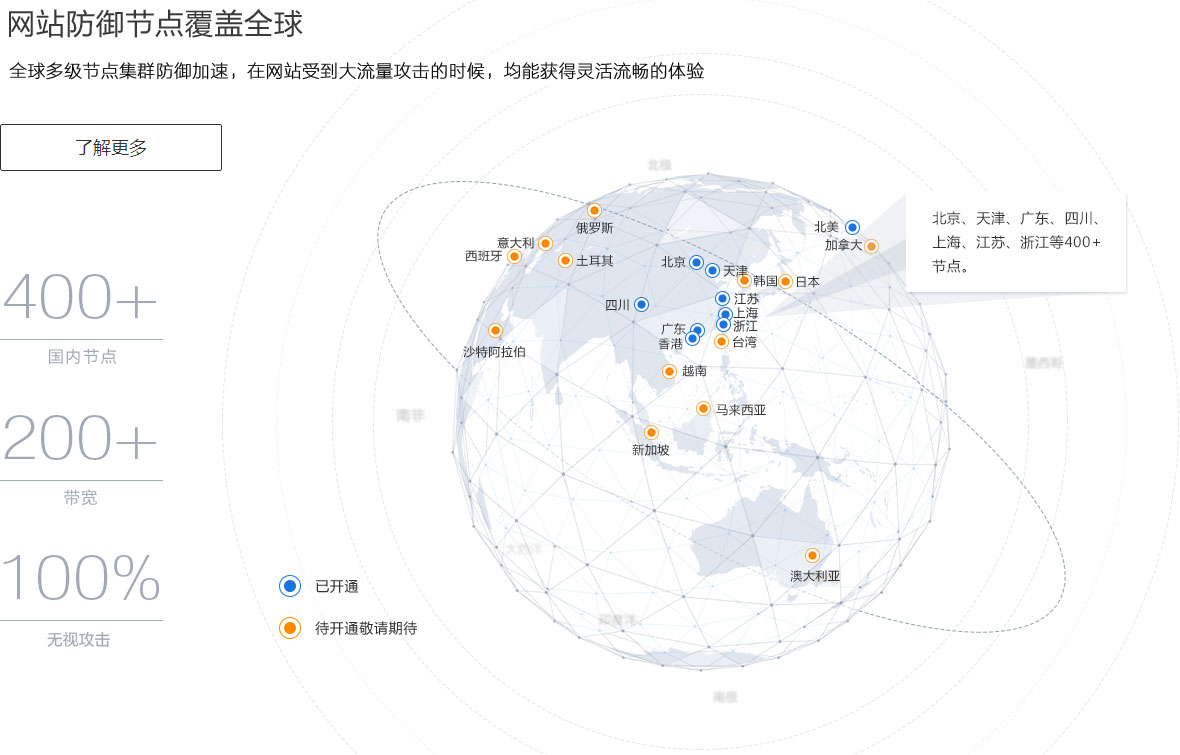 网站防御节点覆盖全球
全球多级节点集群防御加速，在网站受到大流量攻击的时候，均能获得灵活流畅的体验
了解更多
400+
国内节点
200+
带宽
100%
无视攻击
北极
俄罗斯
意大利
西班牙
土耳其
北美
加拿大
北京、天津、广东、四川、
上海、江苏、浙江等400+
节点。
北京
天津
韩国
日本
四川
江苏
上海
浙江
广东
香港
台湾
沙特阿拉伯
越南
墨西哥
南非
马来西亚
新加坡
大西洋
澳大利亚
印度洋
南极
已开通
待开通敬请期待